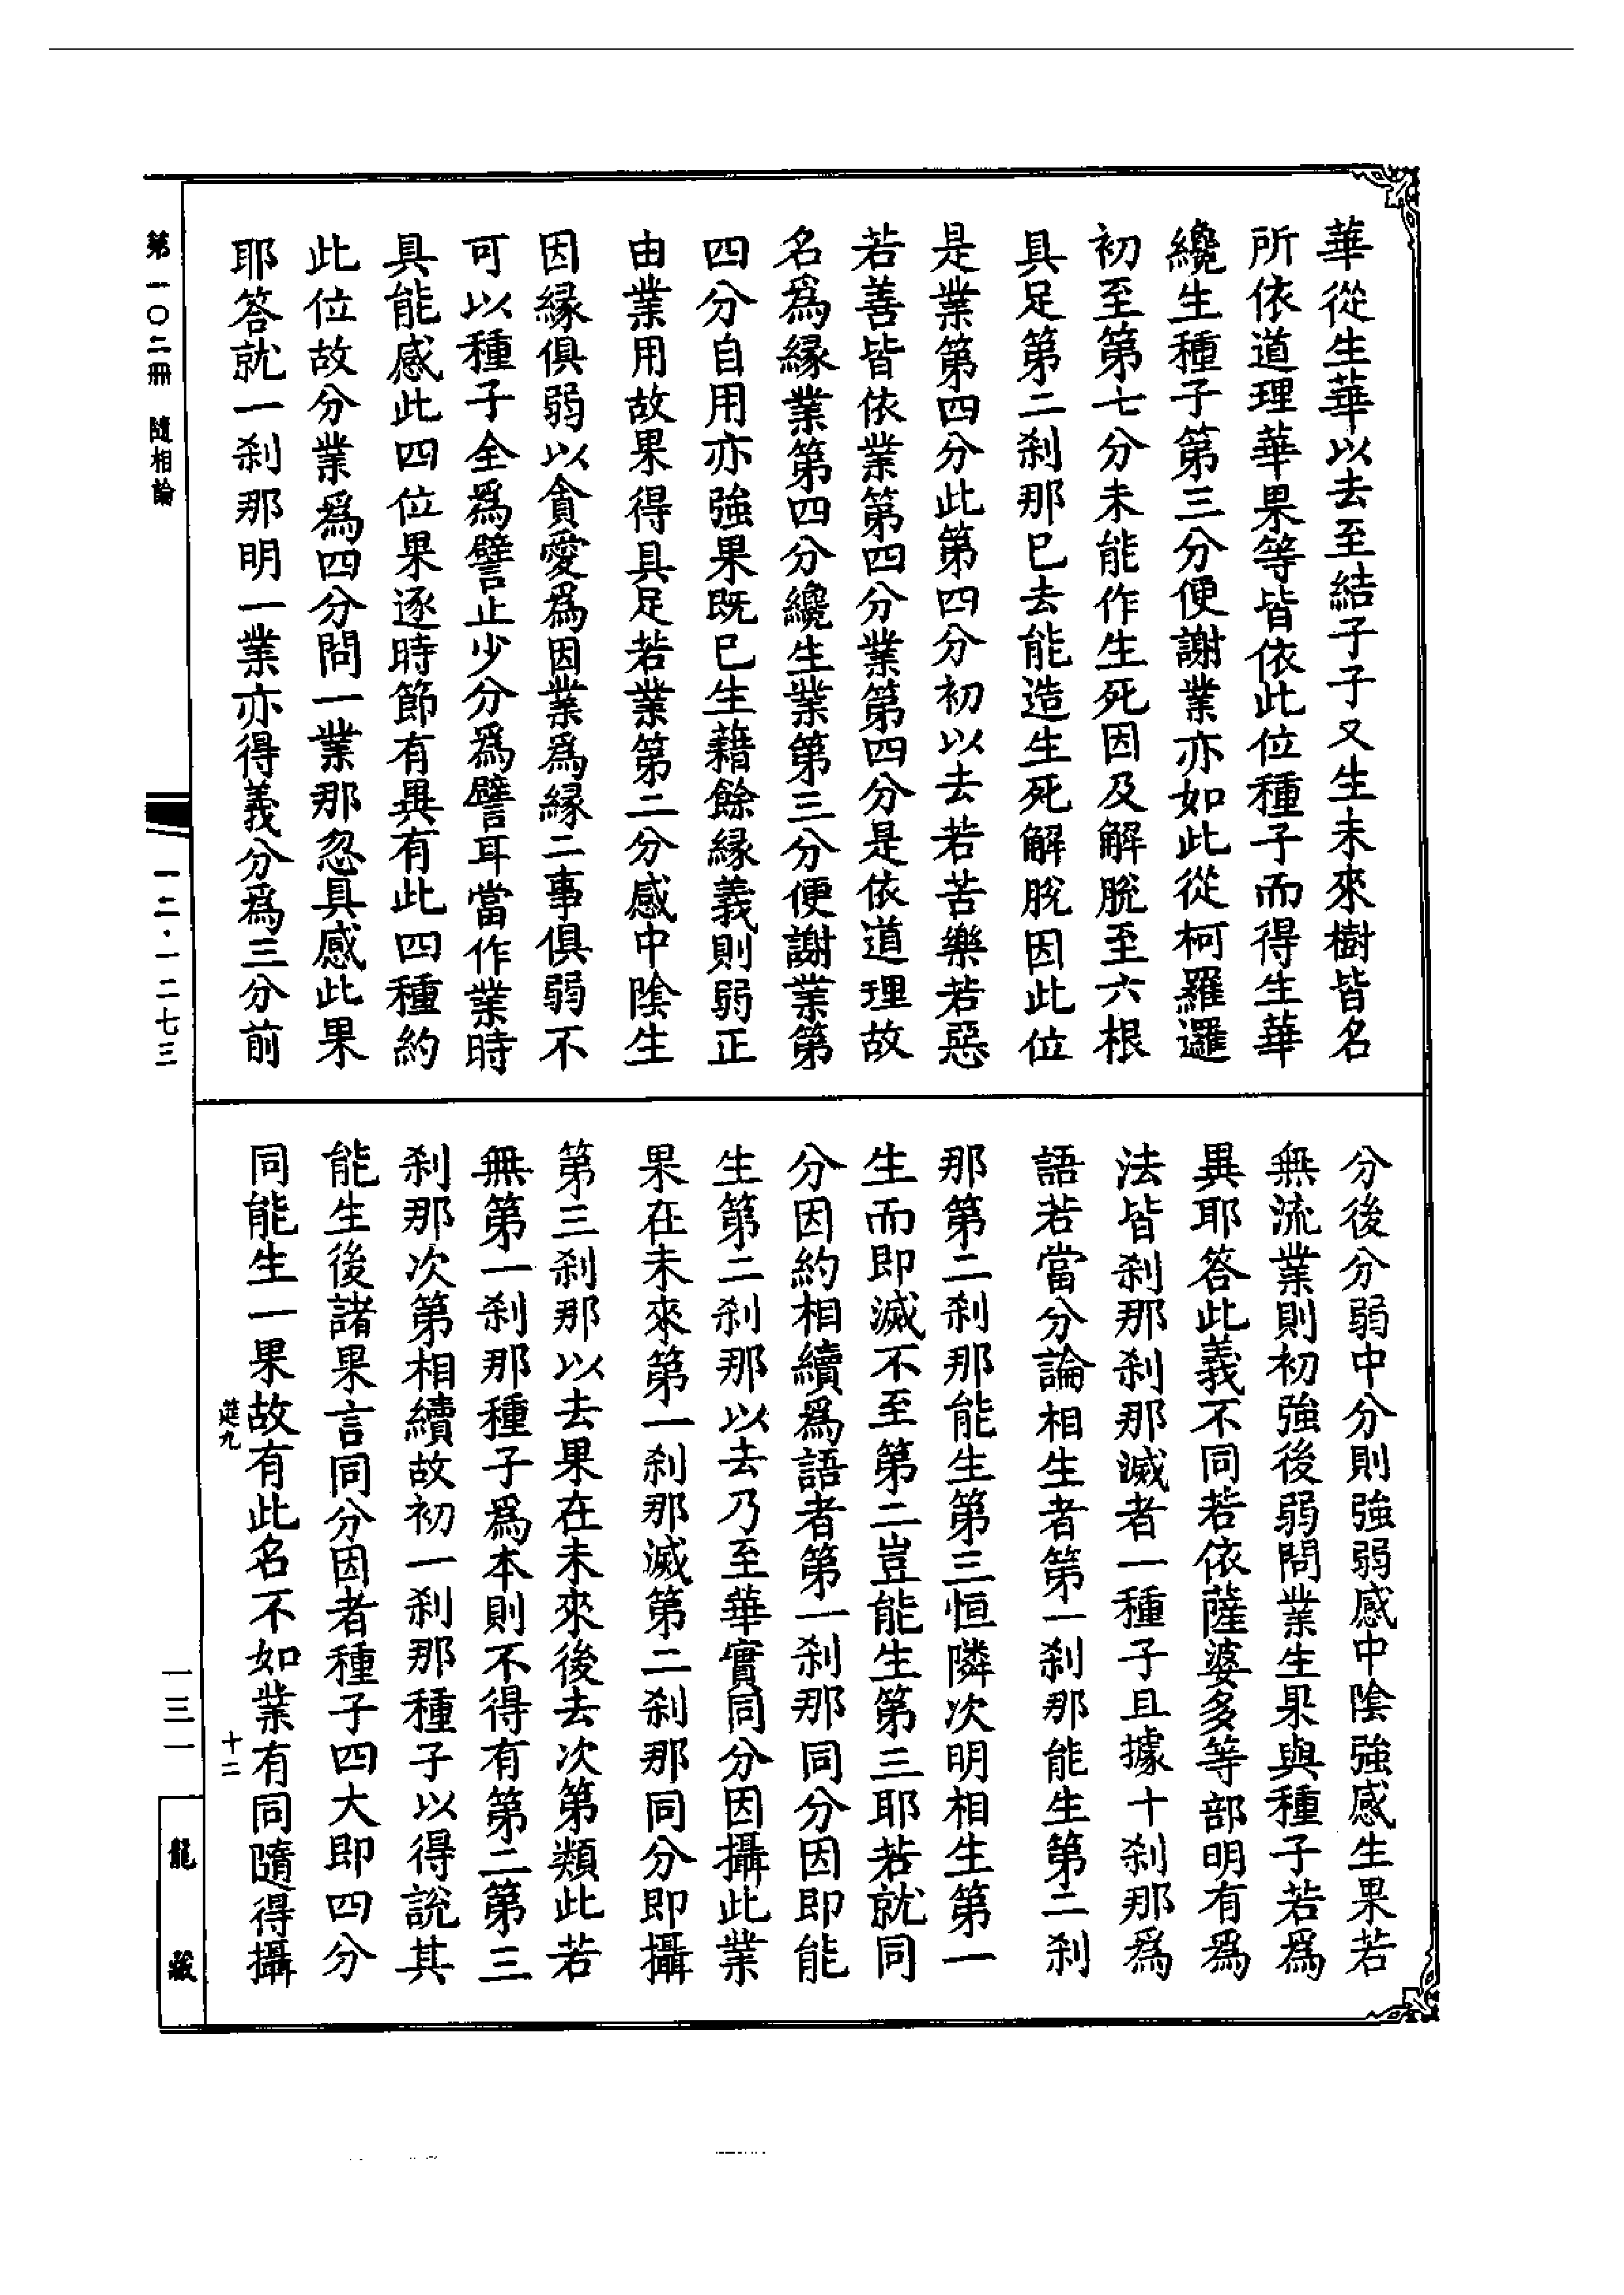 華從生華以去至結子子又生未來樹皆名
所依道理華果等皆依此位種子而得生華
纔生種子第三分便謝業亦如此從柯羅邏
初至第七分未能作生死因及解脫至六根
具足第二刹那已去能造生死解脫因此位
是業第四分此第四分初以去若苦樂若惡
若善皆依業第四分業第四分是依道理故
名爲緣業第四分纔生業第三分便謝業第
四分自用亦強果既已生藉餘緣義則弱正
由業用故果得具足若業第二分感中陰生
因緣俱弱以貪愛爲因業爲緣二事俱弱不
可以種子全爲譬止少分爲譬耳當作業時
具能感此四位果逐時節有異有此四種約
此位故分業爲四分問一業那忽具感此果
耶答就一刹那明一業亦得義分爲三分前
分後分弱中分則強弱感中陰強感生果若
無流業則初強後弱問業生果與種子若爲
異耶答此義不同若依薩婆多等部明有爲
法皆刹那刹那滅者一種子且據十刹那爲
語若當分論相生者第一刹那能生第二刹
那第二刹那能生第三恒隣次明相生第一
生而即滅不至第二豈能生第三耶若就同
分因約相續爲語者第一刹那同分因即能
生第二刹那以去乃至華實同分因攝此業
果在未來第一刹那滅第二刹那同分即攝
第三刹那以去果在未來後去次第類此若
無第一刹那種子爲本則不得有第二第三
刹那次第相續故初一刹那種子以得說其
能生後諸果言同分因者種子四大即四分
同能生一果故有此名不如業有同隨得攝
筵九
十二
第一〇二冊 隨相論
一二·一二七三
一三一
龍藏